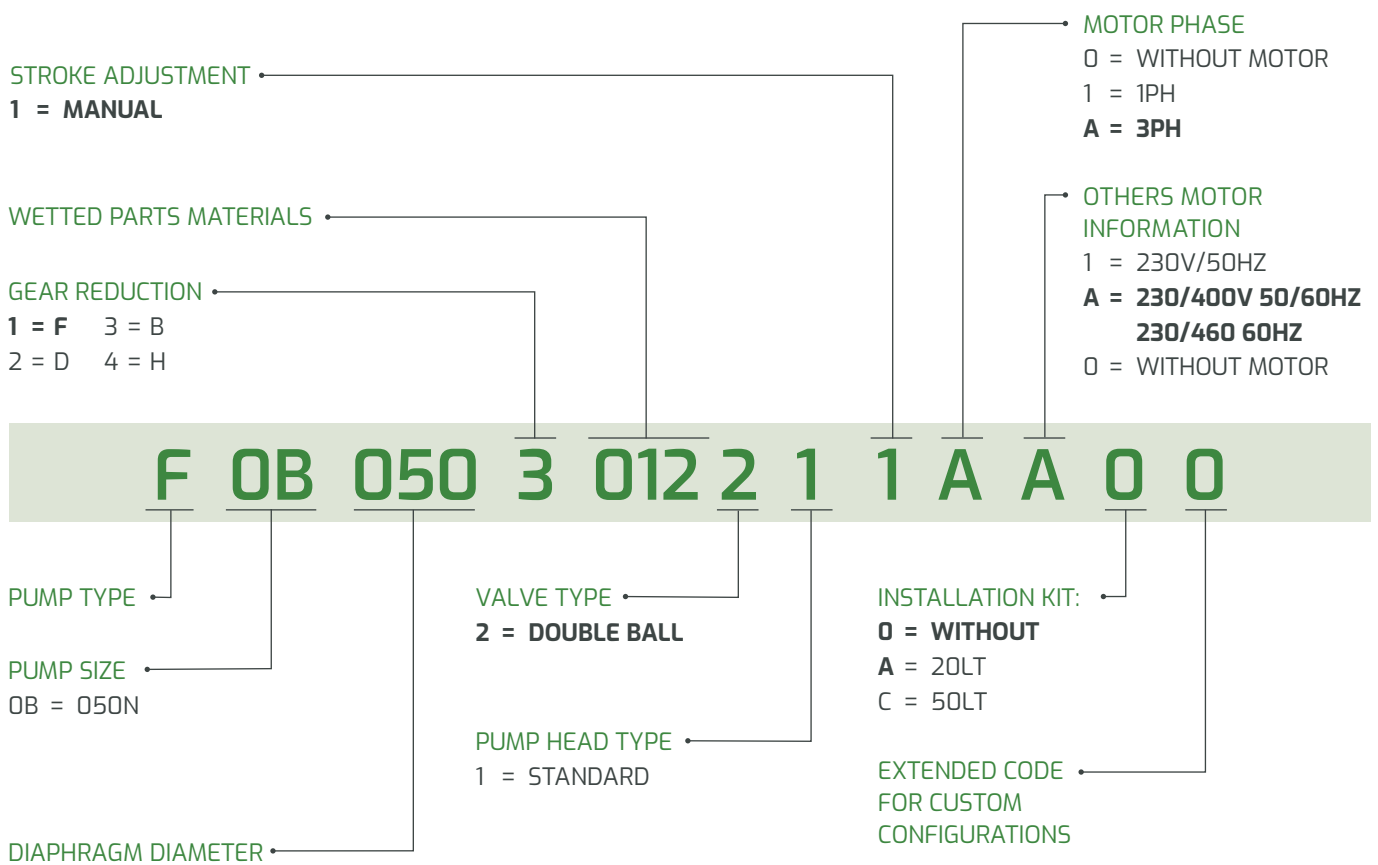 STROKE ADJUSTMENT
1 = MANUAL
WETTED PARTS MATERIALS
GEAR REDUCTION
1 = F 3 = B
2 = D 4 = H
MOTOR PHASE
0 = WITHOUT MOTOR
1 = 1PH
A = 3PH
OTHERS MOTOR
INFORMATION
1 = 230V/50HZ
A = 230/400V 50/60HZ
230/460 60HZ
0 = WITHOUT MOTOR
F 0B 050 3 012 2 1 1 A A 0 0
PUMP TYPE
PUMP SIZE
0B = 050N
DIAPHRAGM DIAMETER
VALVE TYPE
2 = DOUBLE BALL
PUMP HEAD TYPE
1 = STANDARD
INSTALLATION KIT:
0 = WITHOUT
A = 20LT
C = 50LT
EXTENDED CODE
FOR CUSTOM
CONFIGURATIONS